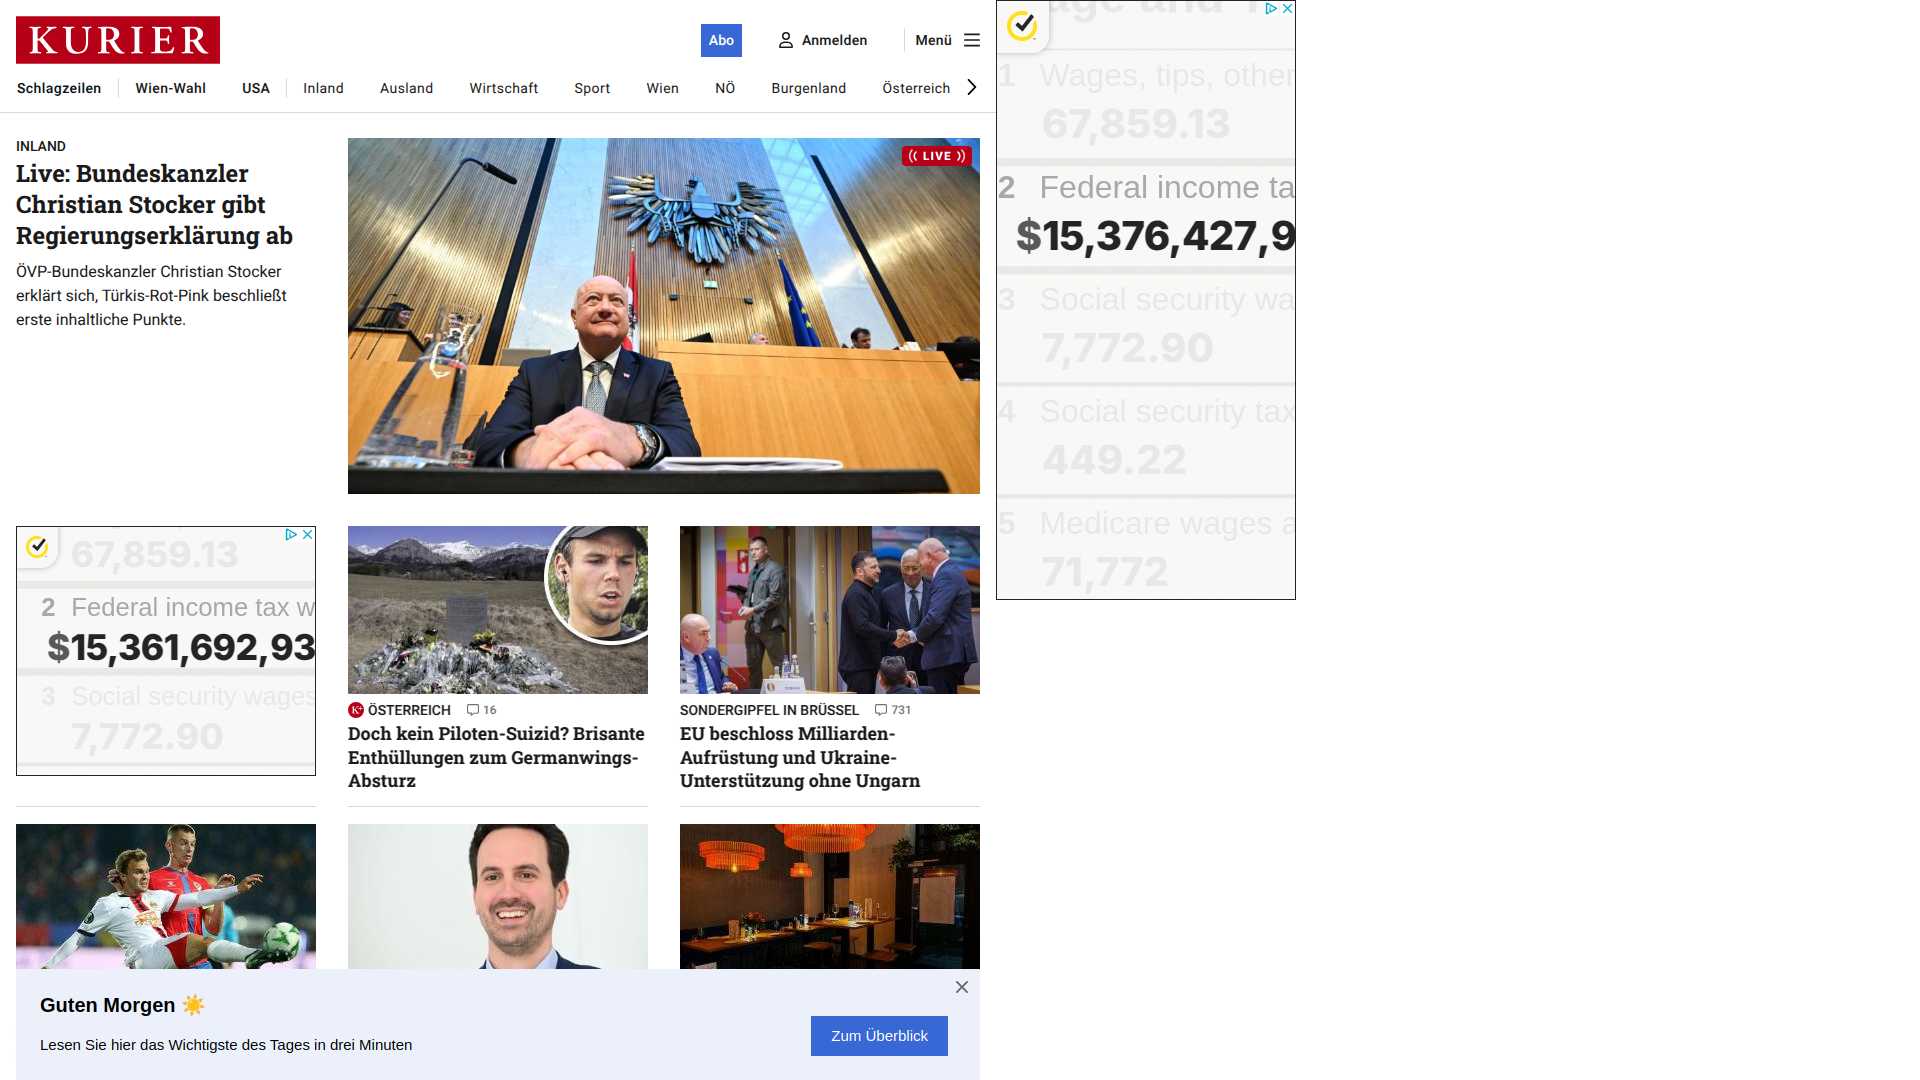 KURIER
Abo
Anmelden
Menü
Schlagzeilen
Wien-Wahl
USA
Inland
Ausland
Wirtschaft
Sport
Wien
NÖ
Burgenland
Österreich
INLAND
Live: Bundeskanzler
Christian Stocker gibt
Regierungserklärung ab
ÖVP-Bundeskanzler Christian Stocker
erklärt sich, Türkis-Rot-Pink beschließt
erste inhaltliche Punkte.
LIVE
1 Wages, tips, other
67,859.13
2 Federal income ta
$15,376,427,9
3 Social security wa
7,772.90
4 Social security tax
449.22
5 Medicare wages a
71,772
67,859.13
2 Federal income tax w
$15,361,692,93
3 Social security wages
7,772.90
K+ ÖSTERREICH 16
Doch kein Piloten-Suizid? Brisante
Enthüllungen zum Germanwings-
Absturz
SONDERGIPFEL IN BRÜSSEL 731
EU beschloss Milliarden-
Aufrüstung und Ukraine-
Unterstützung ohne Ungarn
Guten Morgen
Lesen Sie hier das Wichtigste des Tages in drei Minuten
Zum Überblick